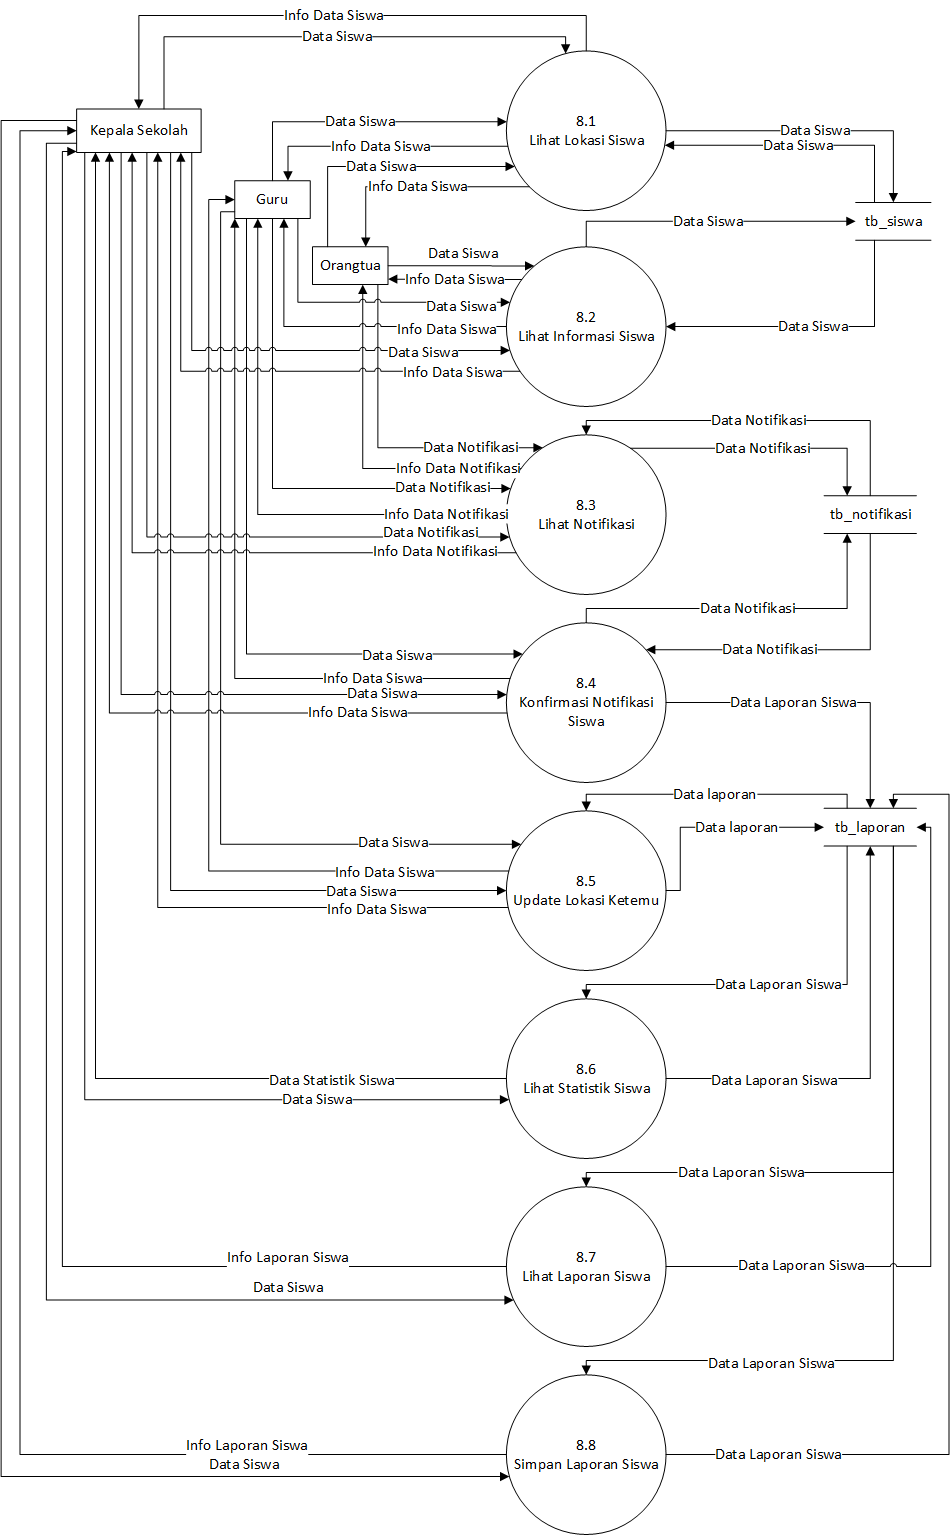 Info Data Siswa
Data Siswa
Kepala Sekolah
Data Siswa
8.1
Lihat Lokasi Siswa
Data Siswa
Info Data Siswa
Data Siswa
Data Siswa
Info Data Siswa
Guru
tb_siswa
Data Siswa
Orangtua
Data Siswa
Info Data Siswa
Data Siswa
8.2
Lihat Informasi Siswa
Info Data Siswa
Data Siswa
Data Siswa
Info Data Siswa
Data Notifikasi
Data Notifikasi
Data Notifikasi
Info Data Notifikasi
Data Notifikasi
8.3
Lihat Notifikasi
Info Data Notifikasi
tb_notifikasi
Data Notifikasi
Info Data Notifikasi
Data Notifikasi
Data Siswa
Data Notifikasi
Info Data Siswa
8.4
Konfirmasi Notifikasi
Siswa
Data Siswa
Data Laporan Siswa
Info Data Siswa
Data laporan
Data laporan
tb_laporan
Data Siswa
Info Data Siswa
8.5
Update Lokasi Ketemu
Data Siswa
Info Data Siswa
Data Laporan Siswa
8.6
Lihat Statistik Siswa
Data Statistik Siswa
Data Laporan Siswa
Data Siswa
Data Laporan Siswa
Info Laporan Siswa
8.7
Lihat Laporan Siswa
Data Laporan Siswa
Data Siswa
Data Laporan Siswa
Info Laporan Siswa
8.8
Simpan Laporan Siswa
Data Laporan Siswa
Data Siswa